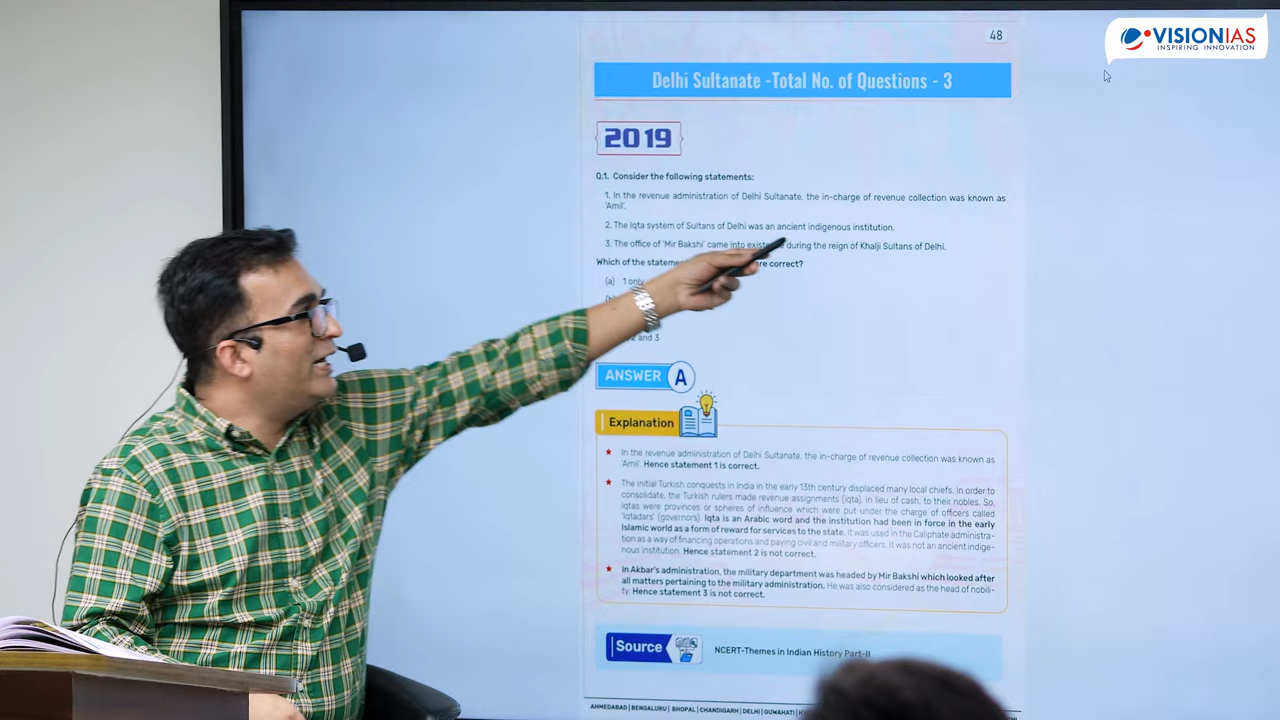 VISIONIAS
INSPIRING INNOVATION
48
Delhi Sultanate -Total No. of Questions - 3
2019
Q.1. Consider the following statements:
1. In the revenue administration of Delhi Sultanate, the in-charge of revenue collection was known as
'Amil'.
2. The Iqta system of Sultans of Delhi was an ancient indigenous institution.
3. The office of 'Mir Bakshi' came into during the reign of Khalji Sultans of Delhi.
Which of the correct?
(a) 1 only
and 3
ANSWER A
Explanation
★ In the revenue administration of Delhi Sultanate, the in-charge of revenue collection was known as
'Amil'. Hence statement 1 is correct.
★ The initial Turkish conquests in India in the early 13th century displaced many local chiefs. In order to
consolidate, the Turkish rulers made revenue assignments (iqta), in lieu of cash, to their nobles. So,
Iqtas were provinces or spheres of influence which were put under the charge of officers called
'Iqtadars' (governors). Iqta is an Arabic word and the institution had been in force in the early
Islamic world as a form of reward for services to the state. It was used in the Caliphate administra-
tion as a way of financing operations and paying civil and military officers. It was not an ancient indige-
nous institution. Hence statement 2 is not correct.
★ In Akbar's administration, the military department was headed by Mir Bakshi which looked after
all matters pertaining to the military administration. He was also considered as the head of nobili-
ty. Hence statement 3 is not correct.
Source
NCERT-Themes in Indian History Part-II
AHMEDABAD | BENGALURU | BHOPAL | CHANDIGARH | DELHI | GUWAHATI |